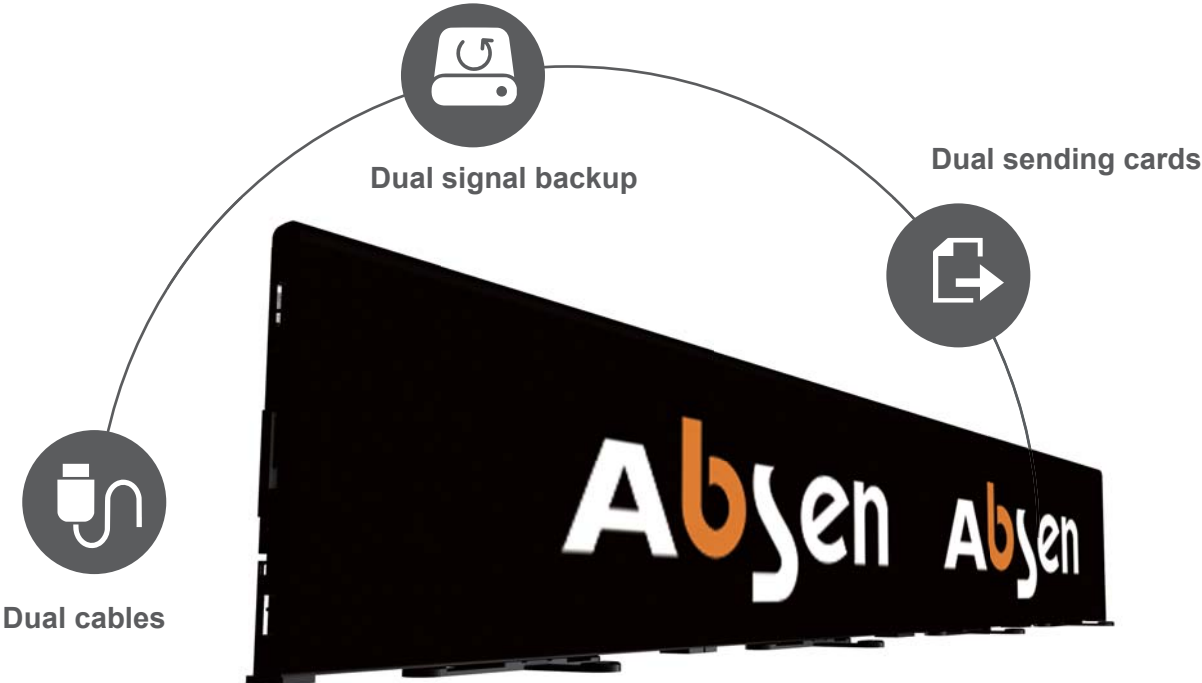 Dual signal backup
Dual sending cards
Absen Absen
Dual cables